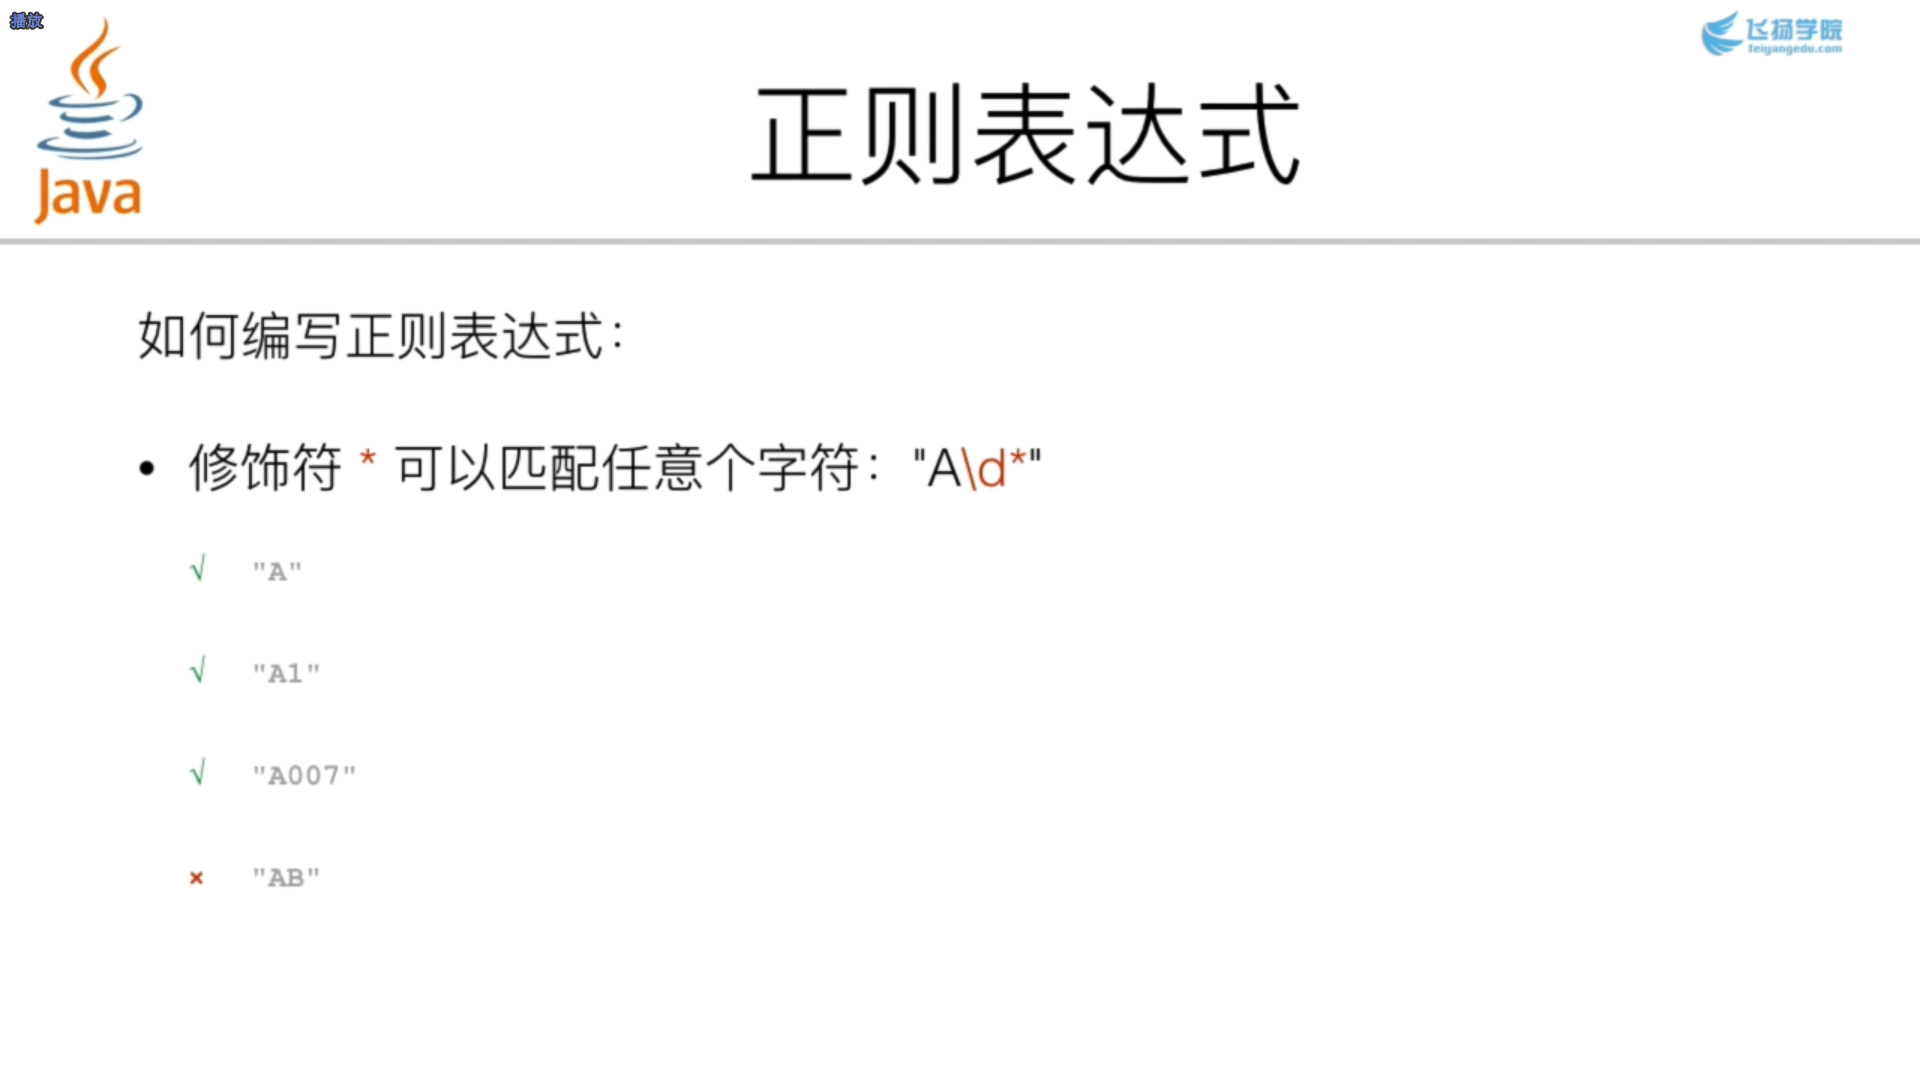 播放
飞扬学院
feiyangedu.com
Java
正则表达式
如何编写正则表达式：
• 修饰符 * 可以匹配任意个字符："A\d*"
√ "A"
√ "A1"
√ "A007"
× "AB"